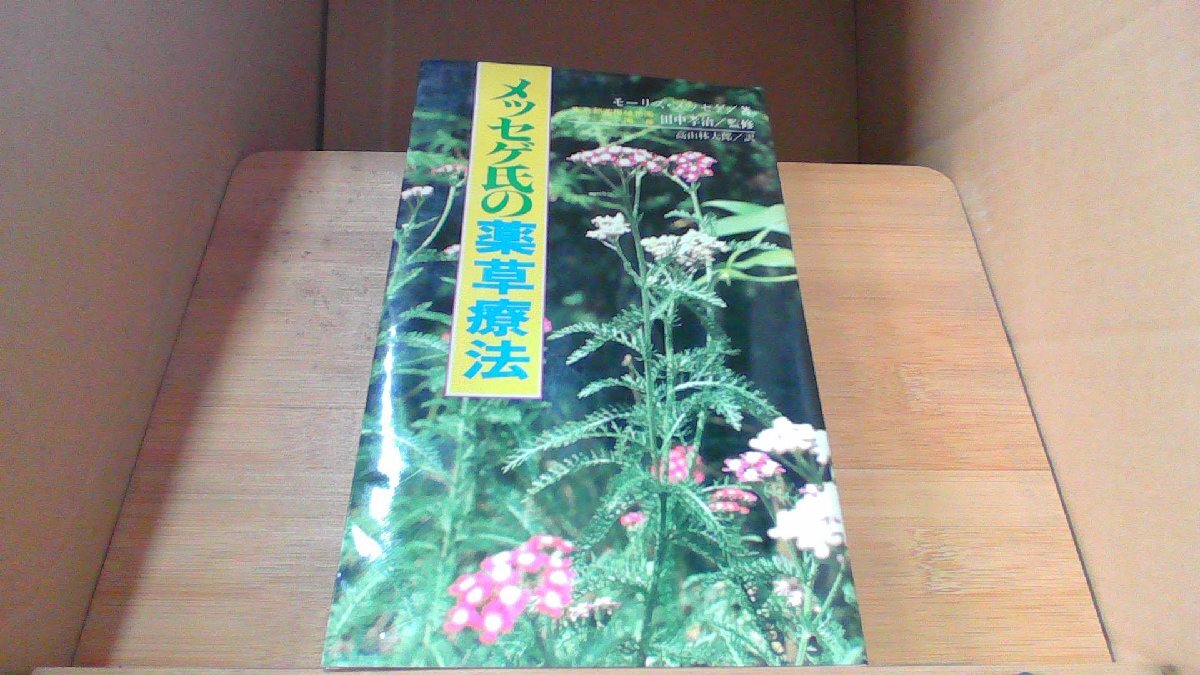 メッセゲ氏の薬草療法
モーリス・メッセゲ/著
田中孝治/監修
高山林太郎/訳